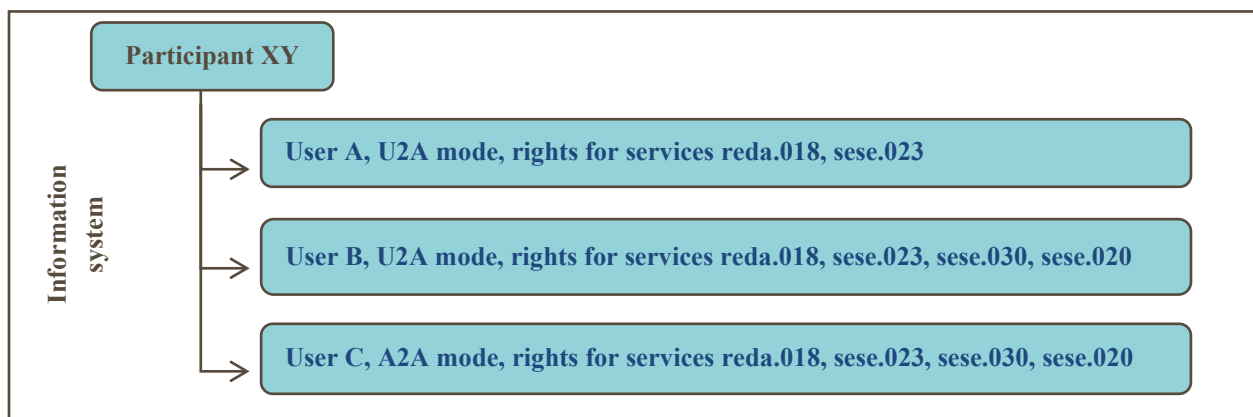 Participant XY
User A, U2A mode, rights for services reda.018, sese.023
Information
system
User B, U2A mode, rights for services reda.018, sese.023, sese.030, sese.020
User C, A2A mode, rights for services reda.018, sese.023, sese.030, sese.020